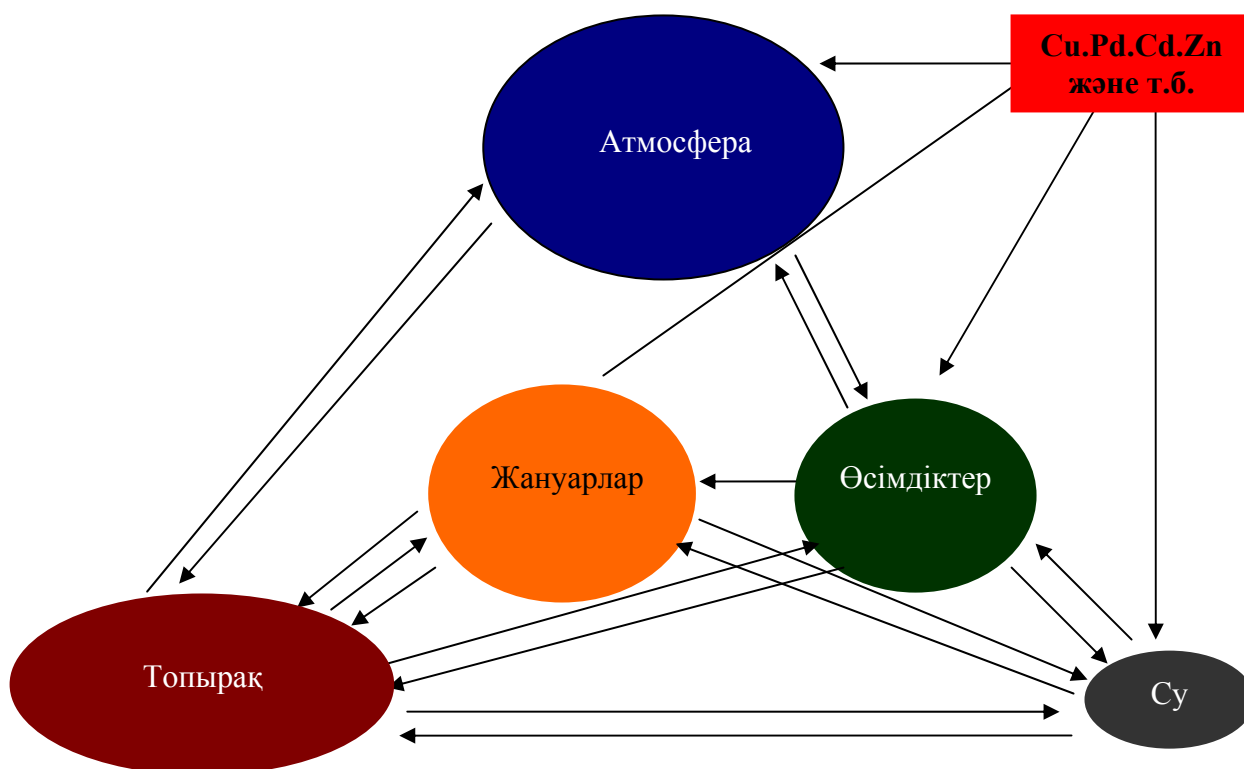 Cu.Pd.Cd.Zn
және т.б.
Атмосфера
Жануарлар
Өсімдіктер
Топырақ
Су